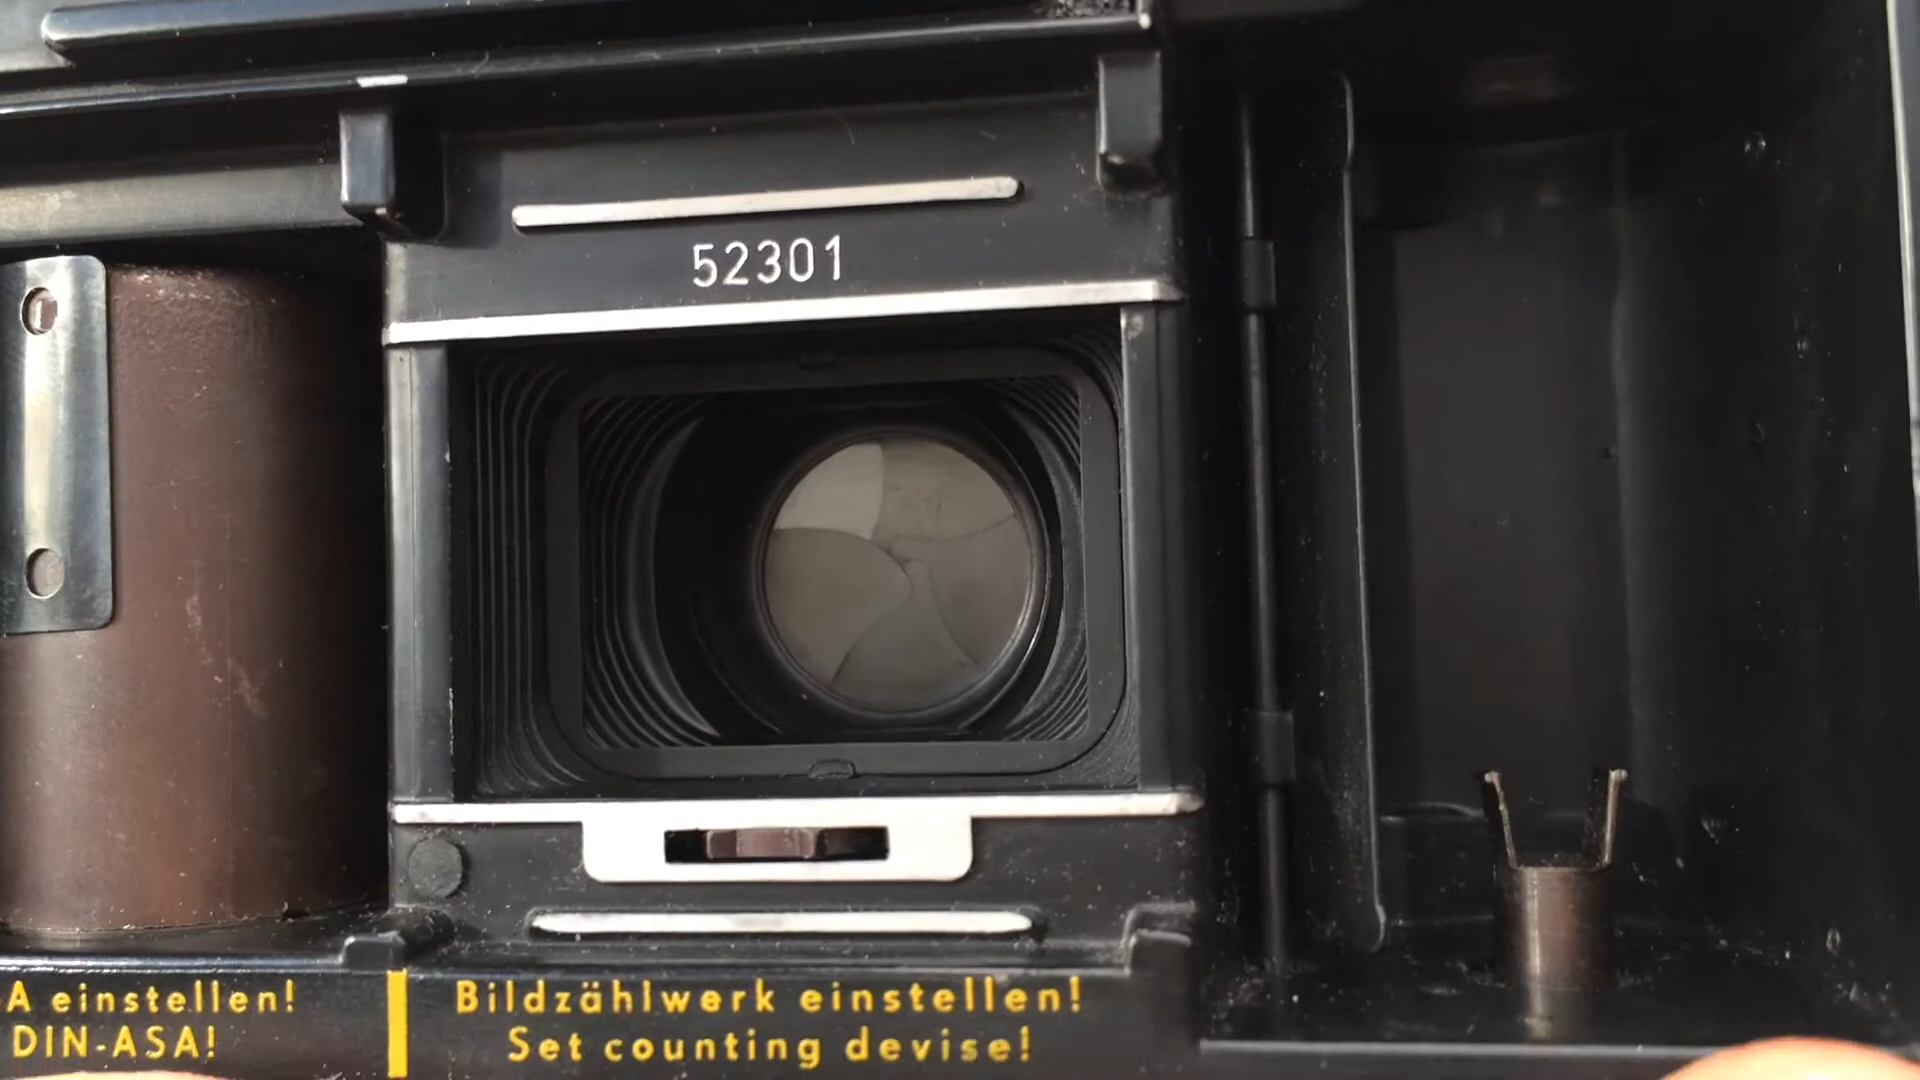 52301
A einstellen!
DIN-ASA!
Bildzählwerk einstellen!
Set counting devise!